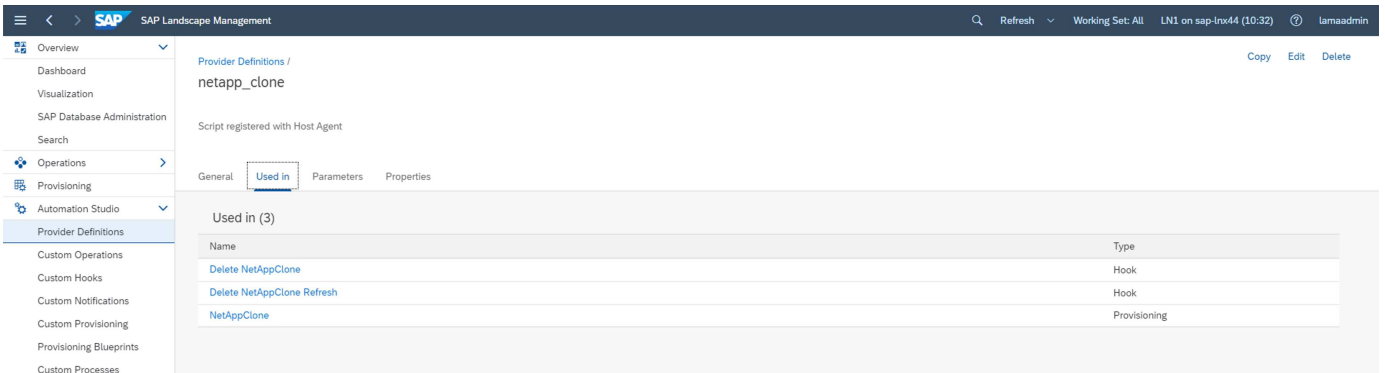 SAP SAP Landscape Management Refresh Working Set: All LN1 on sap-lnx44 (10:32) lamaadmin
Overview
Dashboard
Visualization
SAP Database Administration
Search
Operations
Provisioning
Automation Studio
Provider Definitions
Custom Operations
Custom Hooks
Custom Notifications
Custom Provisioning
Provisioning Blueprints
Custom Processes
Provider Definitions /
Copy Edit Delete
netapp_clone
Script registered with Host Agent
General Used in Parameters Properties
Used in (3)
Name Type
Delete NetAppClone Hook
Delete NetAppClone Refresh Hook
NetAppClone Provisioning